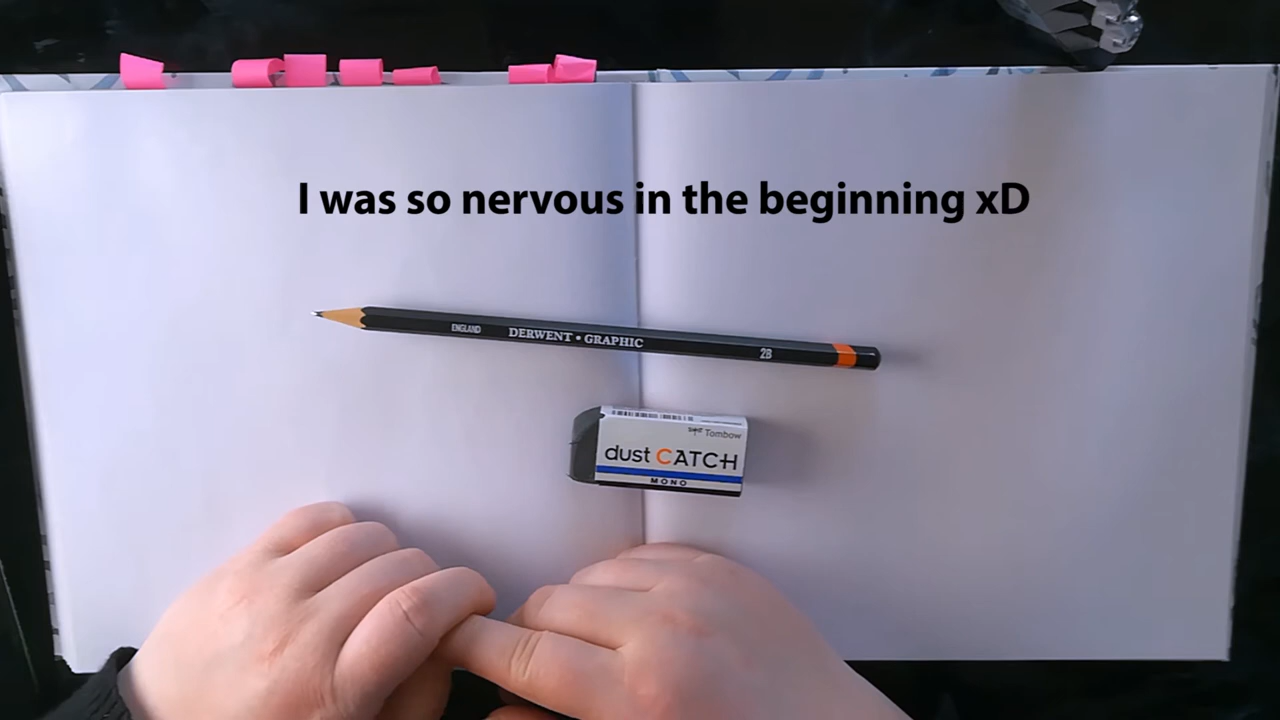 I was so nervous in the beginning xD
ENGLAND DERWENT • GRAPHIC 2B
Tombow
dust CATCH
MONO